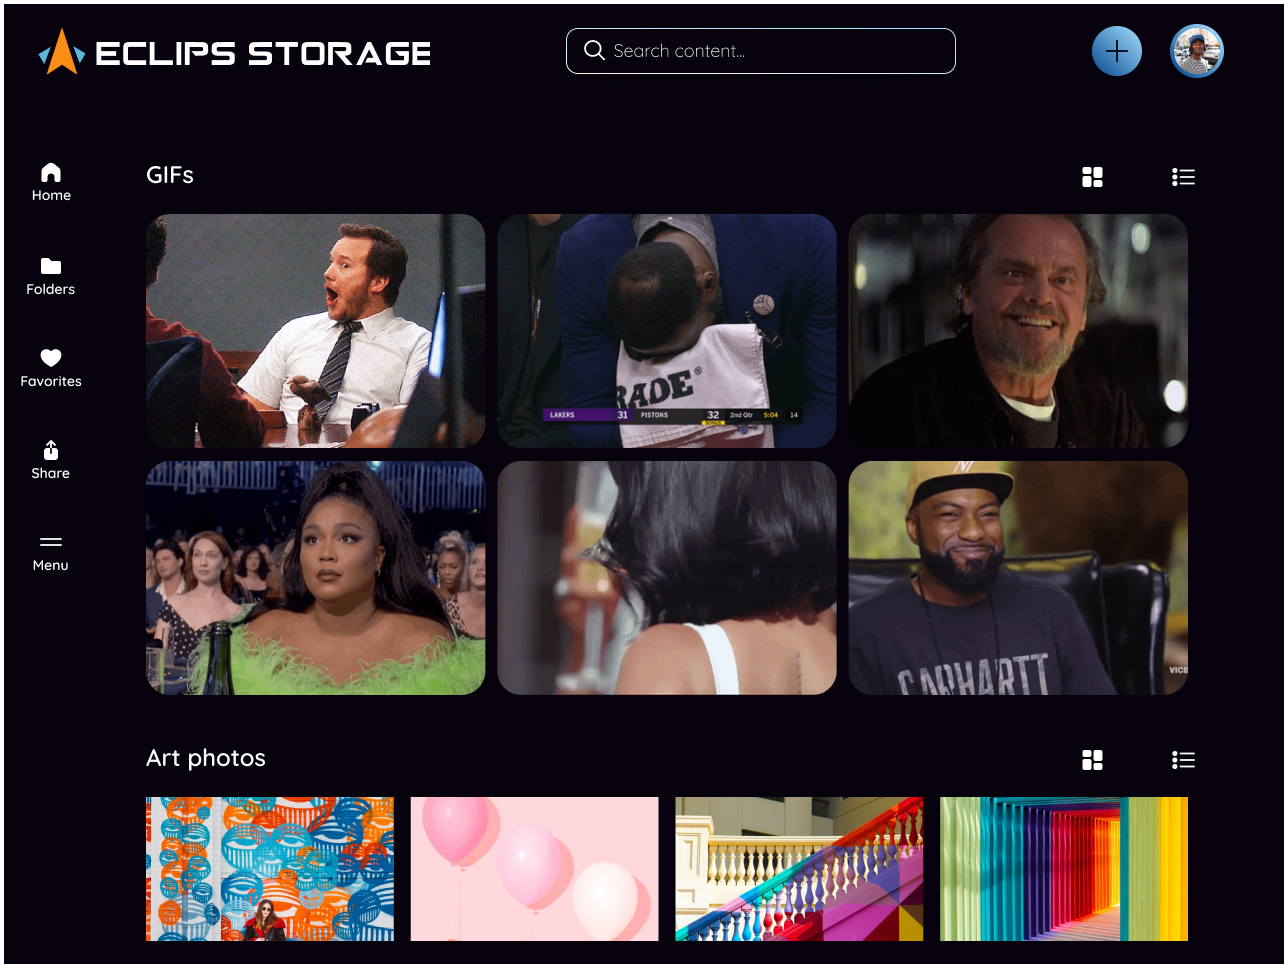 ECLIPS STORAGE
Search content...
Home
Folders
Favorites
Share
Menu
GIFs
RADE®
LAKERS 31 PISTONS 32 2nd Qtr 5:04 14
BONUS
CARHARTT
VICE
Art photos